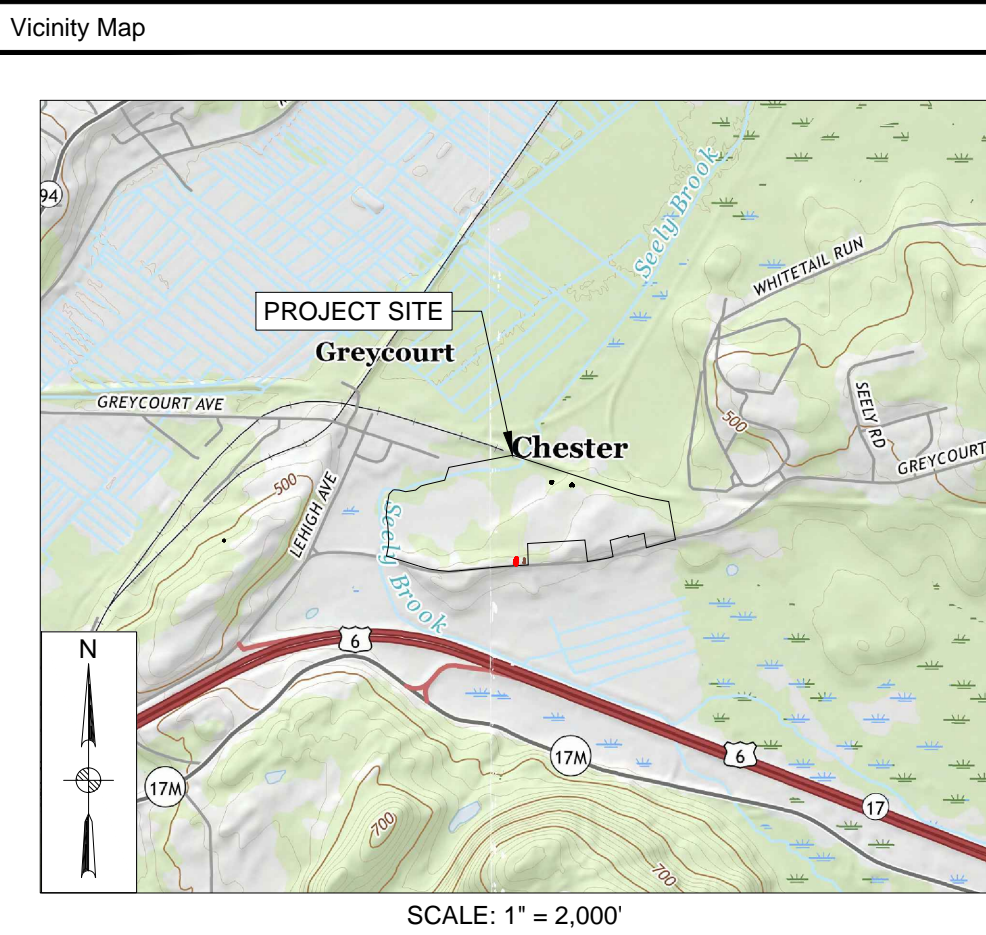 Vicinity Map
94
Seely Brook
WHITETAIL RUN
PROJECT SITE
Greycourt
GREYCOURT AVE
SEELY RD
500
Chester
GREYCOURT
500
LEHIGH AVE
Seely Brook
6
N
17M
6
17M
17
700
700
SCALE: 1" = 2,000'